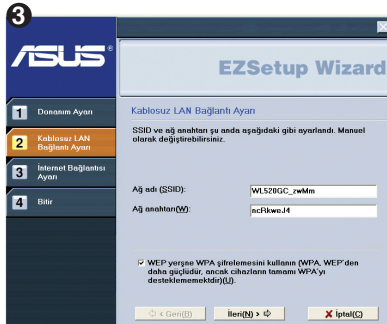 3
ASUS®
EZSetup Wizard
1 Donanım Ayarı
2 Kablosuz LAN
Bağlantı Ayarı
3 İnternet Bağlantısı
Ayarı
4 Bitir
Kablosuz LAN Bağlantı Ayarı
SSID ve ağ anahtarı şu anda aşağıdaki gibi ayarlandı. Manuel
olarak değiştirebilirsiniz.
Ağ adı (SSID):
WL520GC_zwMm
Ağ anahtarı(W):
ncRkweJ4
WEP yerşne WPA şifrelemesini kullanın (WPA, WEP'den
daha güçlüdür, ancak cihazların tamamı WPA'yı
desteklememektdir)(U).
< Geri(B)
İleri(N) >
İptal(C)